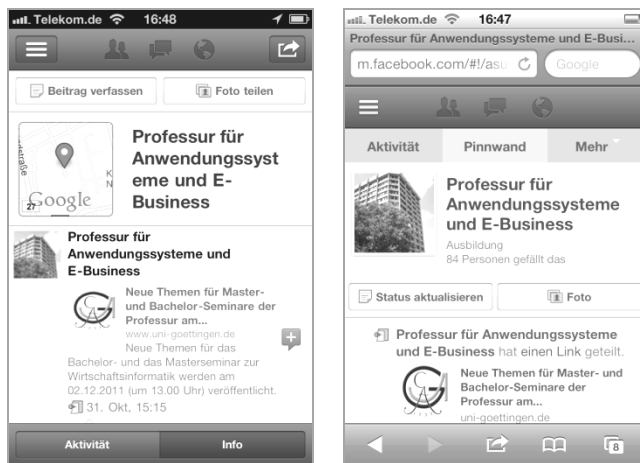 Telekom.de 16:48
Beitrag verfassen
Foto teilen
27 Google
K
N
Professur für
Anwendungssyst
eme und E-
Business
Professur für
Anwendungssysteme und
E-Business
Neue Themen für Master-
und Bachelor-Seminare der
Professur am...
www.uni-goettingen.de
Neue Themen für das
Bachelor- und das Masterseminar zur
Wirtschaftsinformatik werden am
02.12.2011 (um 13.00 Uhr) veröffentlicht.
31. Okt, 15:15
Aktivität Info
Telekom.de 16:47
Professur für Anwendungssysteme und E-Busi...
m.facebook.com/#!/asu Google
Aktivität Pinnwand Mehr
Professur für
Anwendungssysteme
und E-Business
Ausbildung
84 Personen gefällt das
Status aktualisieren Foto
Professur für Anwendungssysteme
und E-Business hat einen Link geteilt.
Neue Themen für Master- und
Bachelor-Seminare der
Professur am...
uni-goettingen.de
8